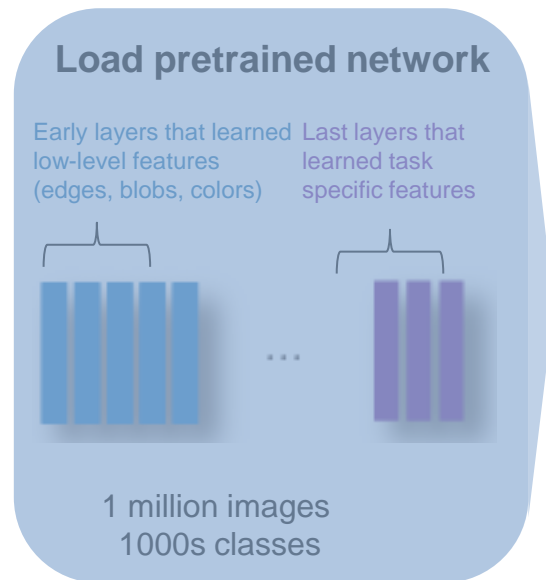 Load pretrained network
Early layers that learned
low-level features
(edges, blobs, colors)
Last layers that
learned task
specific features
...
1 million images
1000s classes